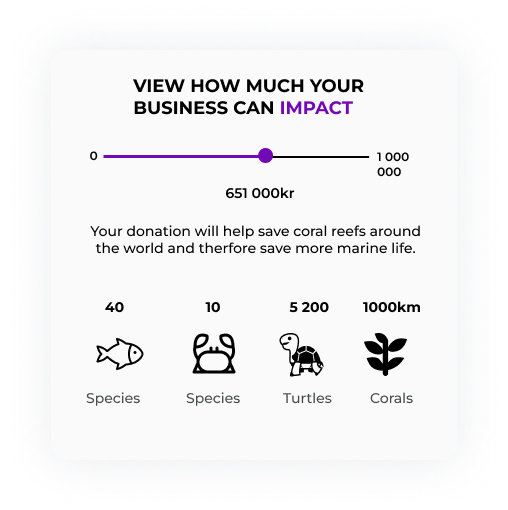 VIEW HOW MUCH YOUR
BUSINESS CAN IMPACT
0
1 000
000
651 000kr
Your donation will help save coral reefs around
the world and therfore save more marine life.
40 10 5 200 1000km
Species Species Turtles Corals